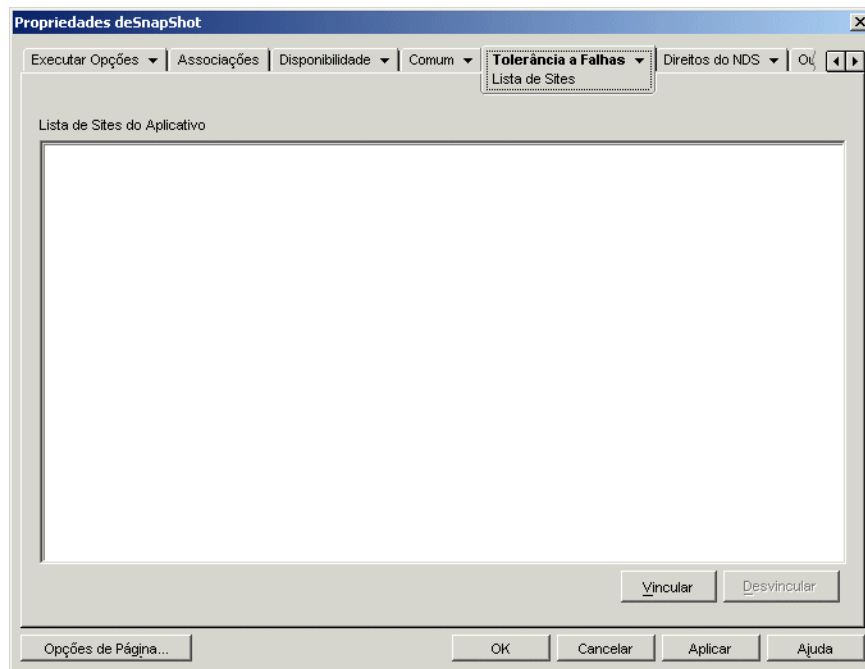 Propriedades deSnapShot
Executar Opções Associações Disponibilidade Comum Tolerância a Falhas Direitos do NDS
Lista de Sites
Lista de Sites do Aplicativo
Vincular Desvincular
Opções de Página... OK Cancelar Aplicar Ajuda